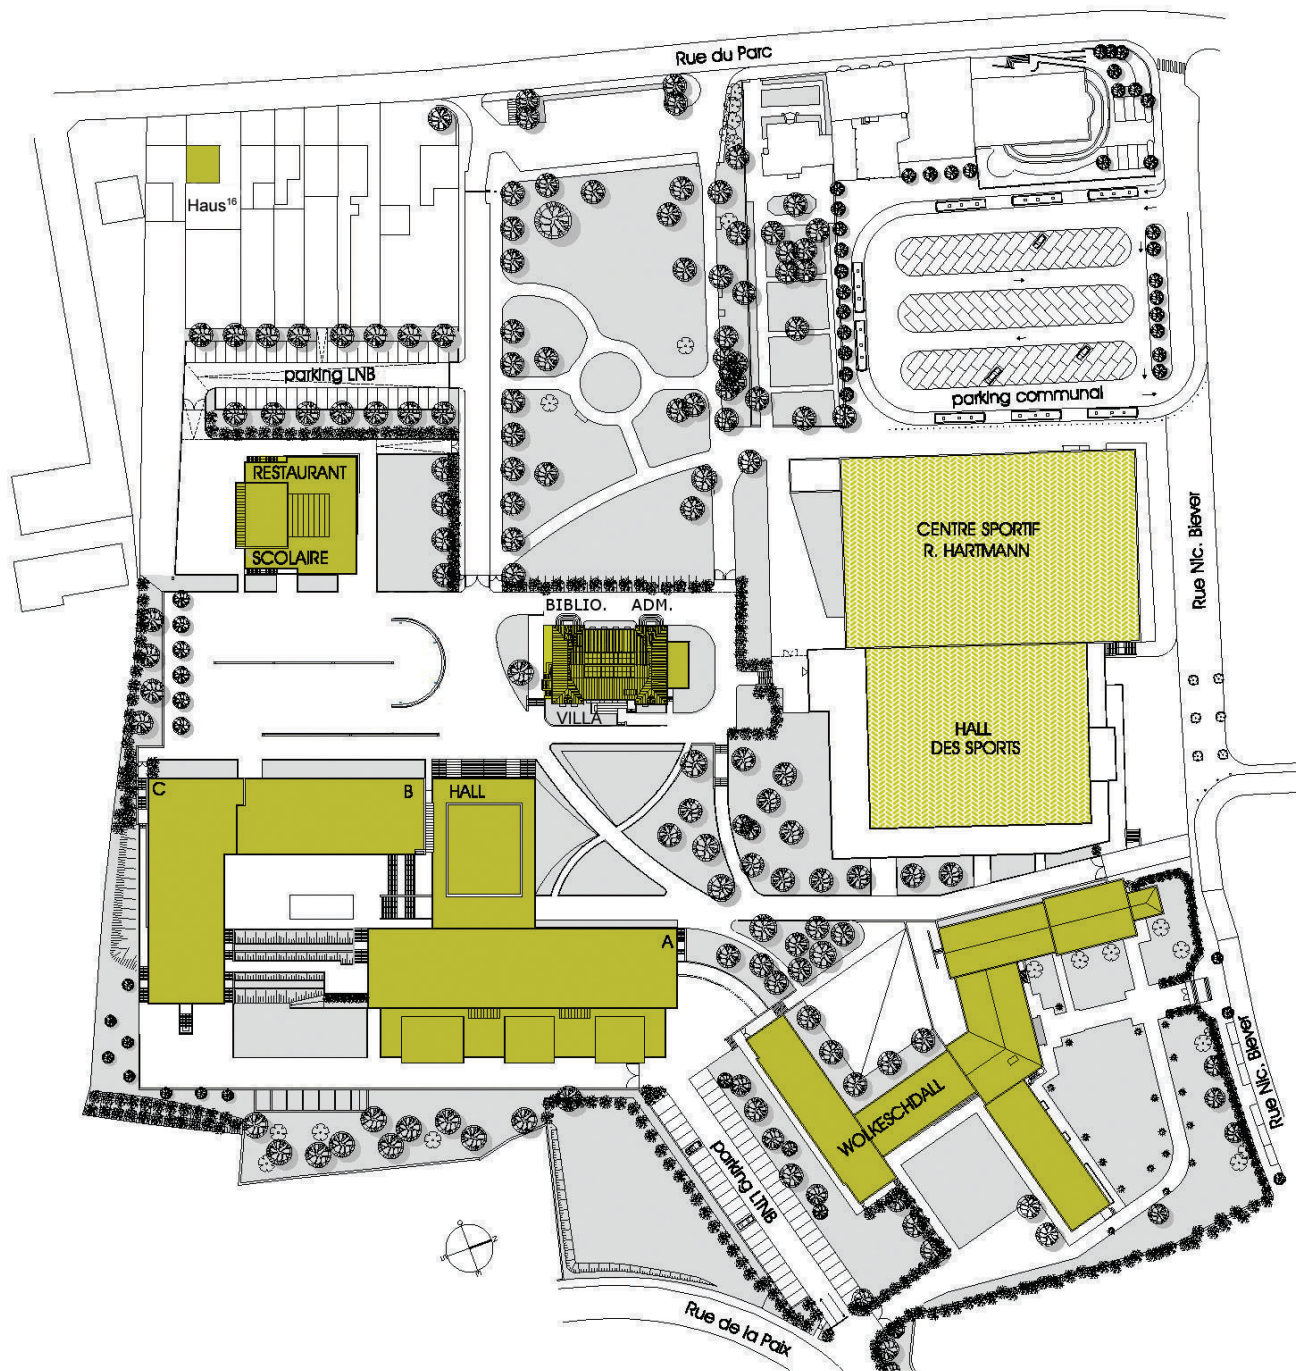 Rue du Parc
Haus¹⁶
parking LNB
parking communal
RESTAURANT
SCOLAIRE
CENTRE SPORTIF
R. HARTMANN
Rue Nic. Biever
BIBLIO. ADM.
VILLA
HALL
DES SPORTS
C
B
HALL
A
WOLKESCHDALL
Rue Nic. Biever
parking LTNB
Rue de la Paix